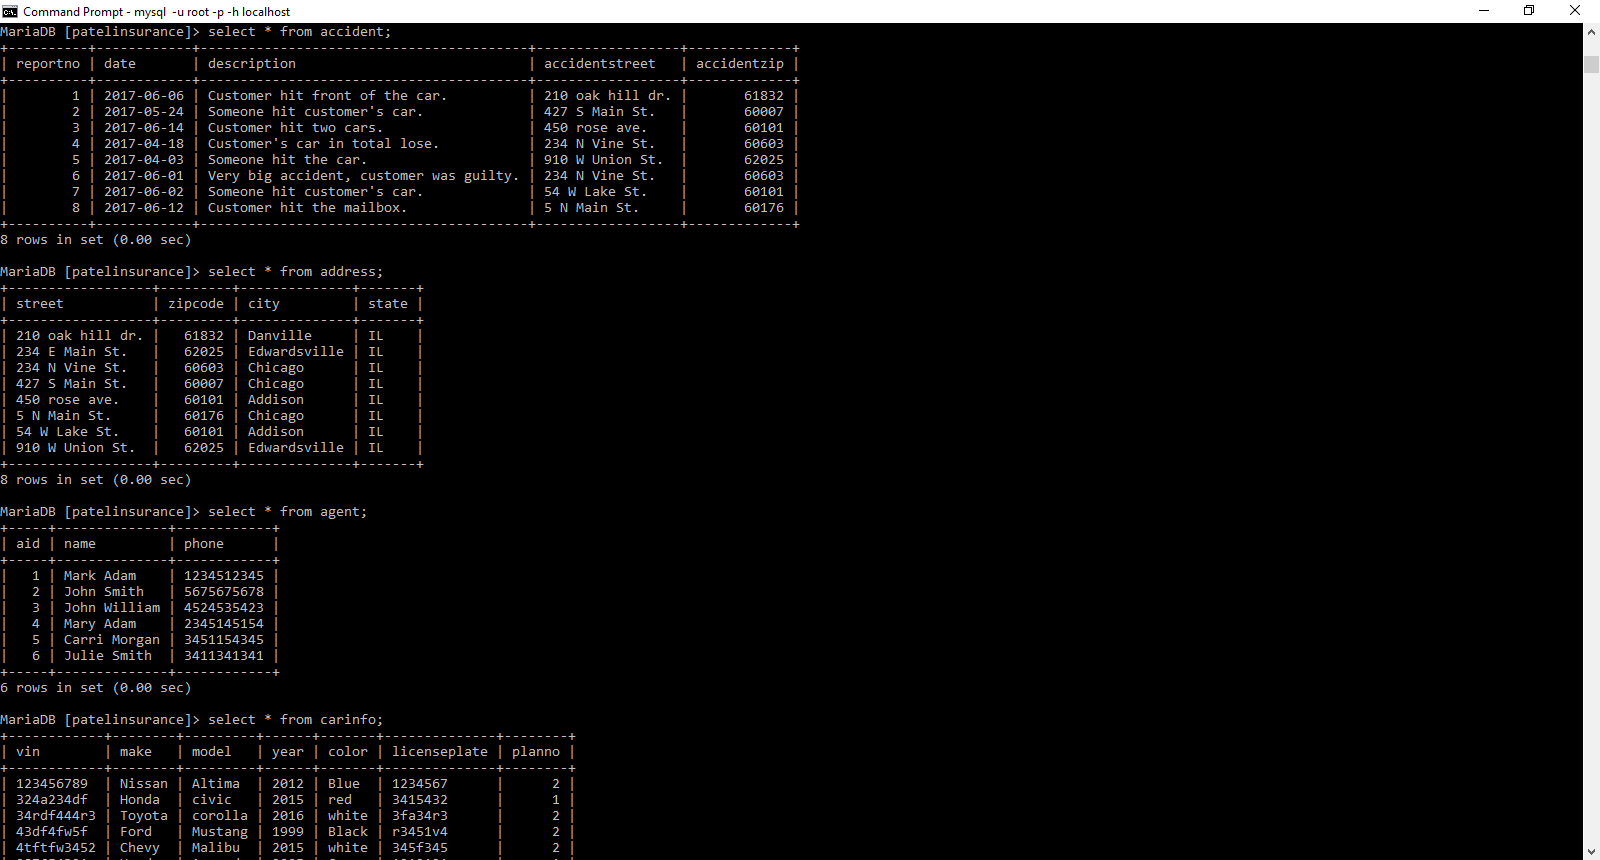 Command Prompt - mysql  -u root -p -h localhost
MariaDB [patelinsurance]> select * from accident;
+----------+------------+-----------------------------------------+------------------+-------------+
| reportno | date       | description                             | accidentstreet   | accidentzip |
+----------+------------+-----------------------------------------+------------------+-------------+
|        1 | 2017-06-06 | Customer hit front of the car.          | 210 oak hill dr. |       61832 |
|        2 | 2017-05-24 | Someone hit customer's car.             | 427 S Main St.   |       60007 |
|        3 | 2017-06-14 | Customer hit two cars.                  | 450 rose ave.    |       60101 |
|        4 | 2017-04-18 | Customer's car in total lose.           | 234 N Vine St.   |       60603 |
|        5 | 2017-04-03 | Someone hit the car.                    | 910 W Union St.  |       62025 |
|        6 | 2017-06-01 | Very big accident, customer was guilty. | 234 N Vine St.   |       60603 |
|        7 | 2017-06-02 | Someone hit customer's car.             | 54 W Lake St.    |       60101 |
|        8 | 2017-06-12 | Customer hit the mailbox.               | 5 N Main St.     |       60176 |
+----------+------------+-----------------------------------------+------------------+-------------+
8 rows in set (0.00 sec)
MariaDB [patelinsurance]> select * from address;
+------------------+---------+--------------+-------+
| street           | zipcode | city         | state |
+------------------+---------+--------------+-------+
| 210 oak hill dr. |   61832 | Danville     | IL    |
| 234 E Main St.   |   62025 | Edwardsville | IL    |
| 234 N Vine St.   |   60603 | Chicago      | IL    |
| 427 S Main St.   |   60007 | Chicago      | IL    |
| 450 rose ave.    |   60101 | Addison      | IL    |
| 5 N Main St.     |   60176 | Chicago      | IL    |
| 54 W Lake St.    |   60101 | Addison      | IL    |
| 910 W Union St.  |   62025 | Edwardsville | IL    |
+------------------+---------+--------------+-------+
8 rows in set (0.00 sec)
MariaDB [patelinsurance]> select * from agent;
+-----+--------------+------------+
| aid | name         | phone      |
+-----+--------------+------------+
|   1 | Mark Adam    | 1234512345 |
|   2 | John Smith   | 5675675678 |
|   3 | John William | 4524535423 |
|   4 | Mary Adam    | 2345145154 |
|   5 | Carri Morgan | 3451154345 |
|   6 | Julie Smith  | 3411341341 |
+-----+--------------+------------+
6 rows in set (0.00 sec)
MariaDB [patelinsurance]> select * from carinfo;
+------------+--------+---------+------+-------+--------------+--------+
| vin        | make   | model   | year | color | licenseplate | planno |
+------------+--------+---------+------+-------+--------------+--------+
| 123456789  | Nissan | Altima  | 2012 | Blue  | 1234567      |      2 |
| 324a234df  | Honda  | civic   | 2015 | red   | 3415432      |      1 |
| 34rdf444r3 | Toyota | corolla | 2016 | white | 3fa34r3      |      2 |
| 43df4fw5f  | Ford   | Mustang | 1999 | Black | r3451v4      |      2 |
| 4tftfw3452 | Chevy  | Malibu  | 2015 | white | 345f345      |      2 |